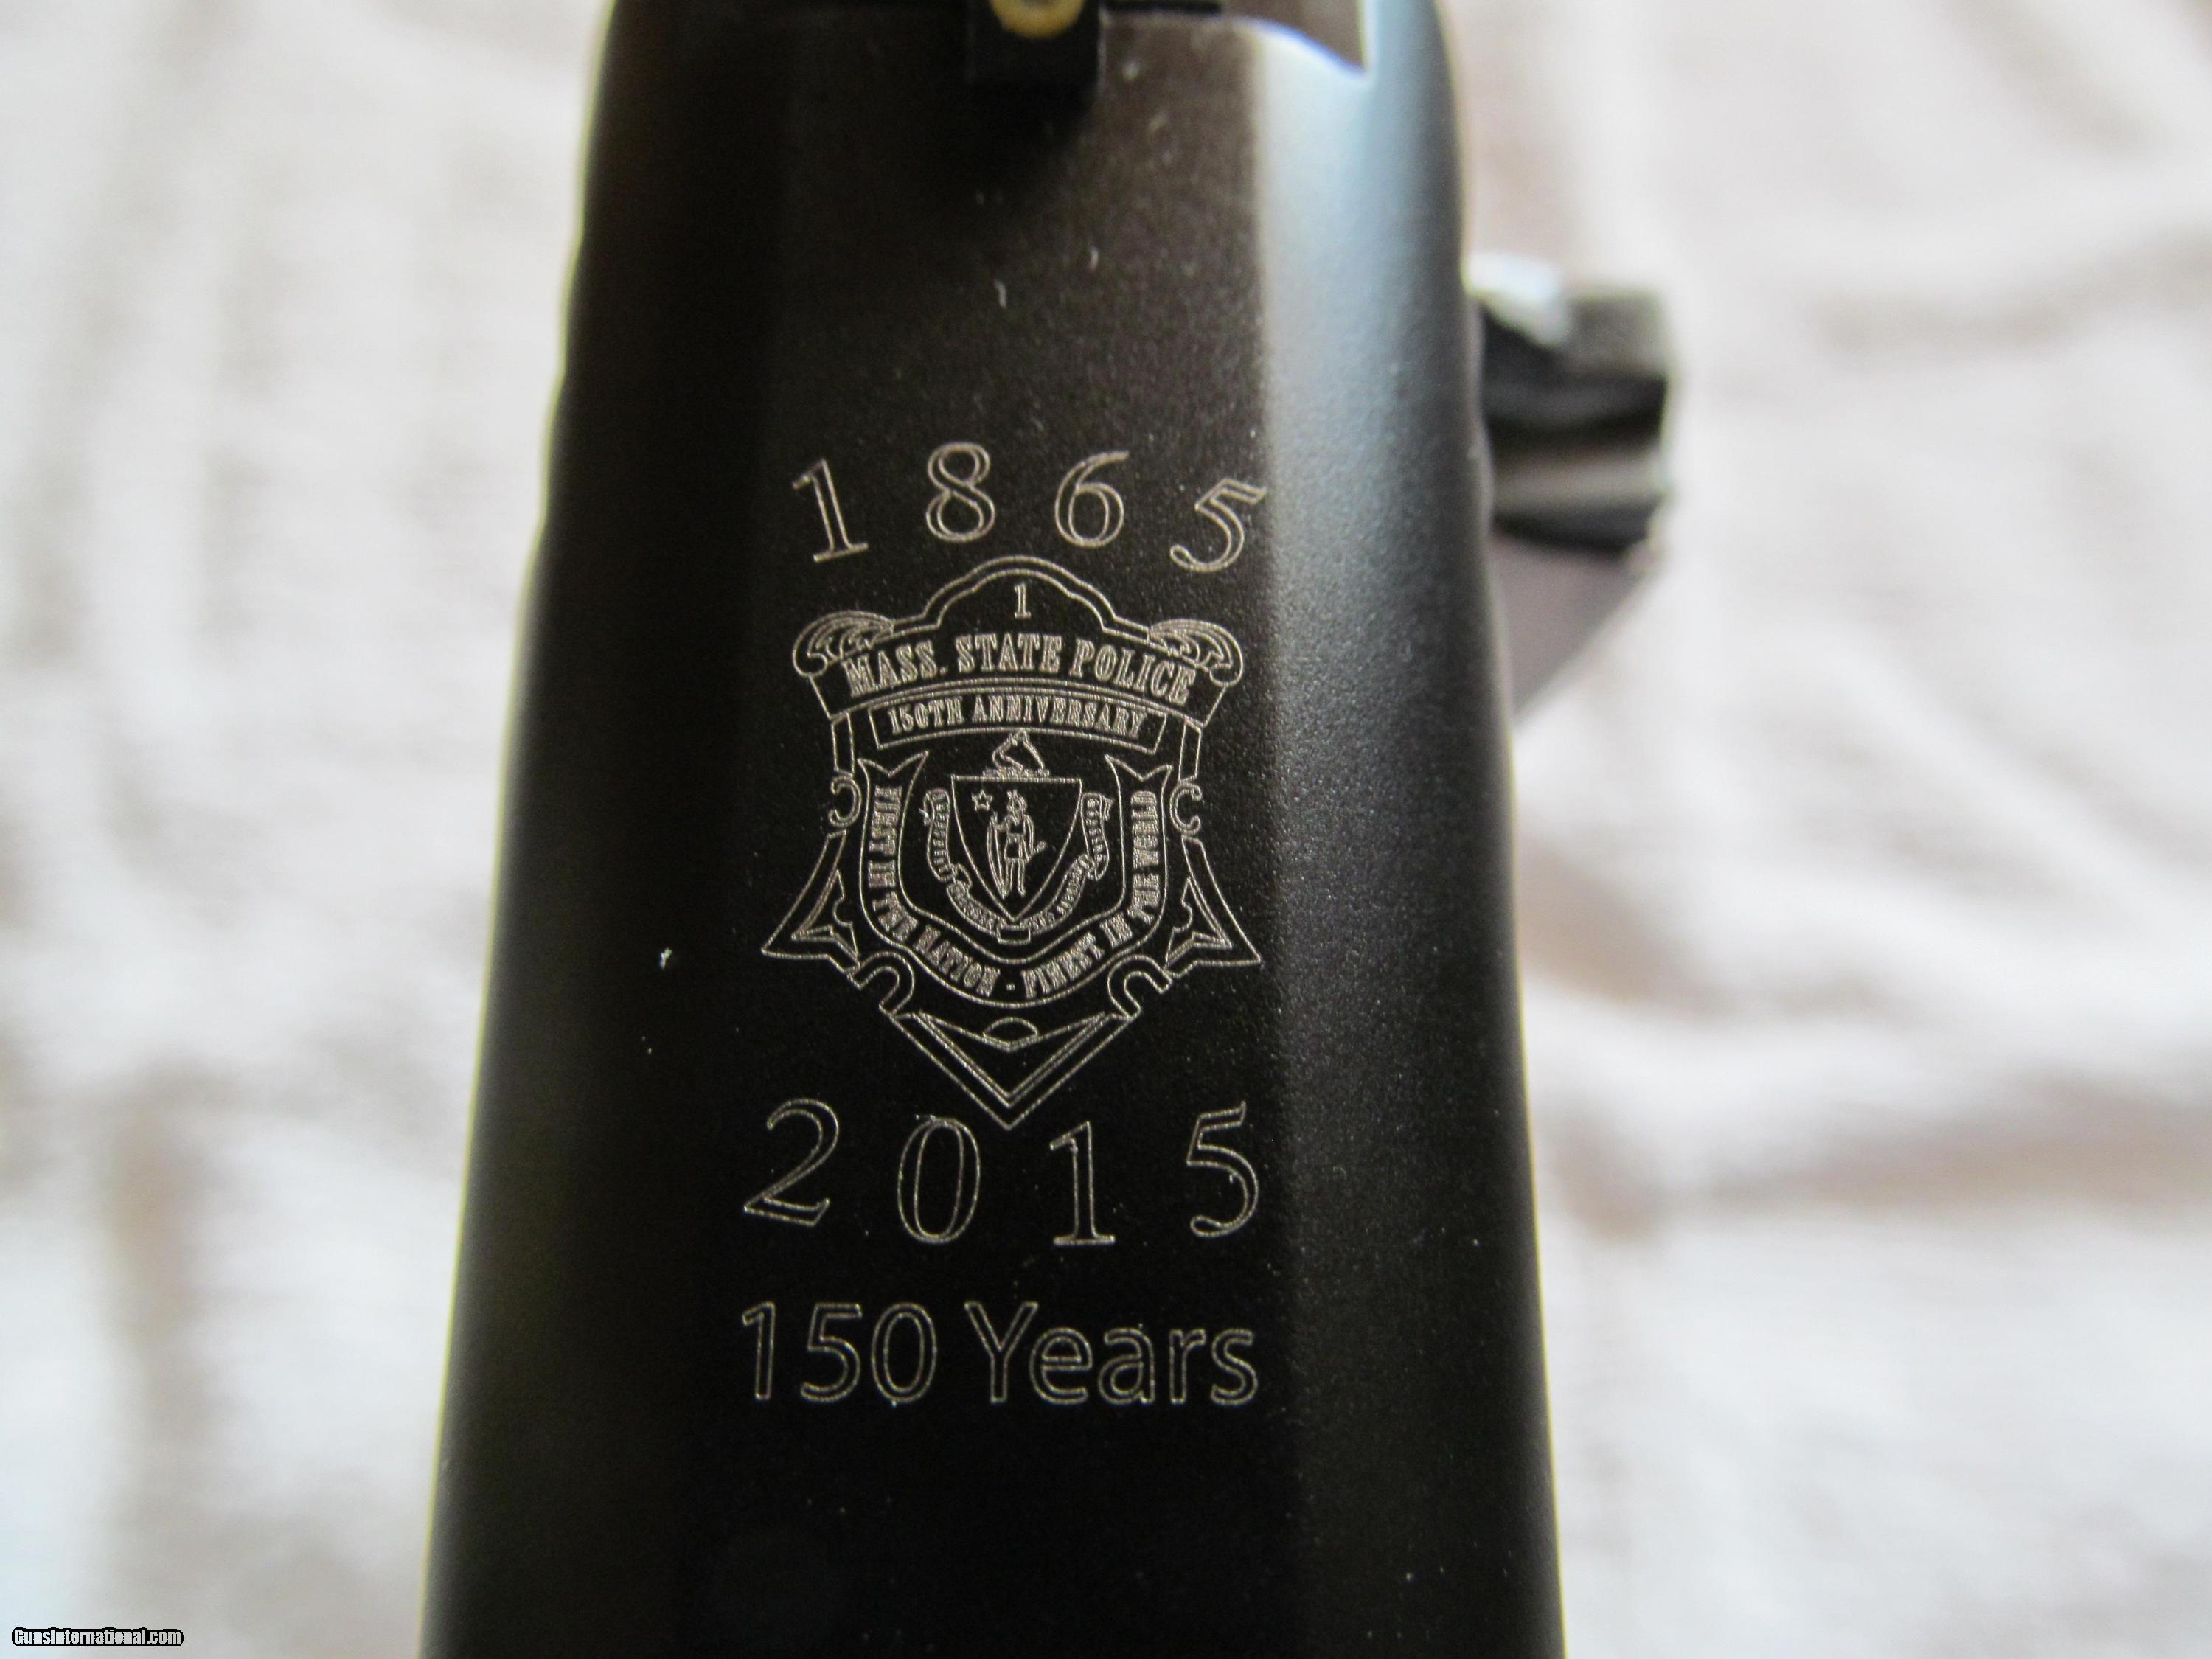 1865
1
MASS. STATE POLICE
150TH ANNIVERSARY
FIRST IN THE NATION - FINEST IN THE WORLD
2015
150 Years
GunsInternational.com